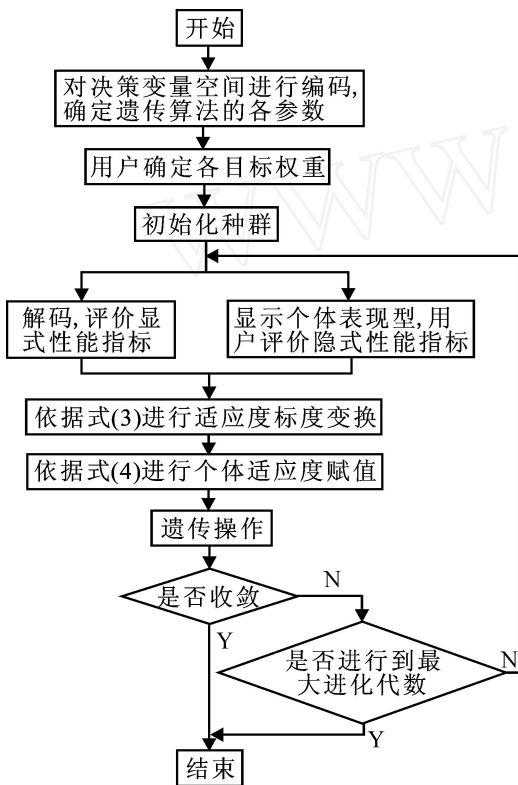 开始
对决策变量空间进行编码,
确定遗传算法的各参数
用户确定各目标权重
初始化种群
解码,评价显
式性能指标
显示个体表现型,用
户评价隐式性能指标
依据式(3)进行适应度标度变换
依据式(4)进行个体适应度赋值
遗传操作
是否收敛
N
Y
是否进行到最
大进化代数
N
Y
结束
WWW